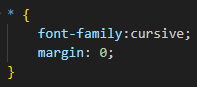 * {
font-family:cursive;
margin: 0;
}